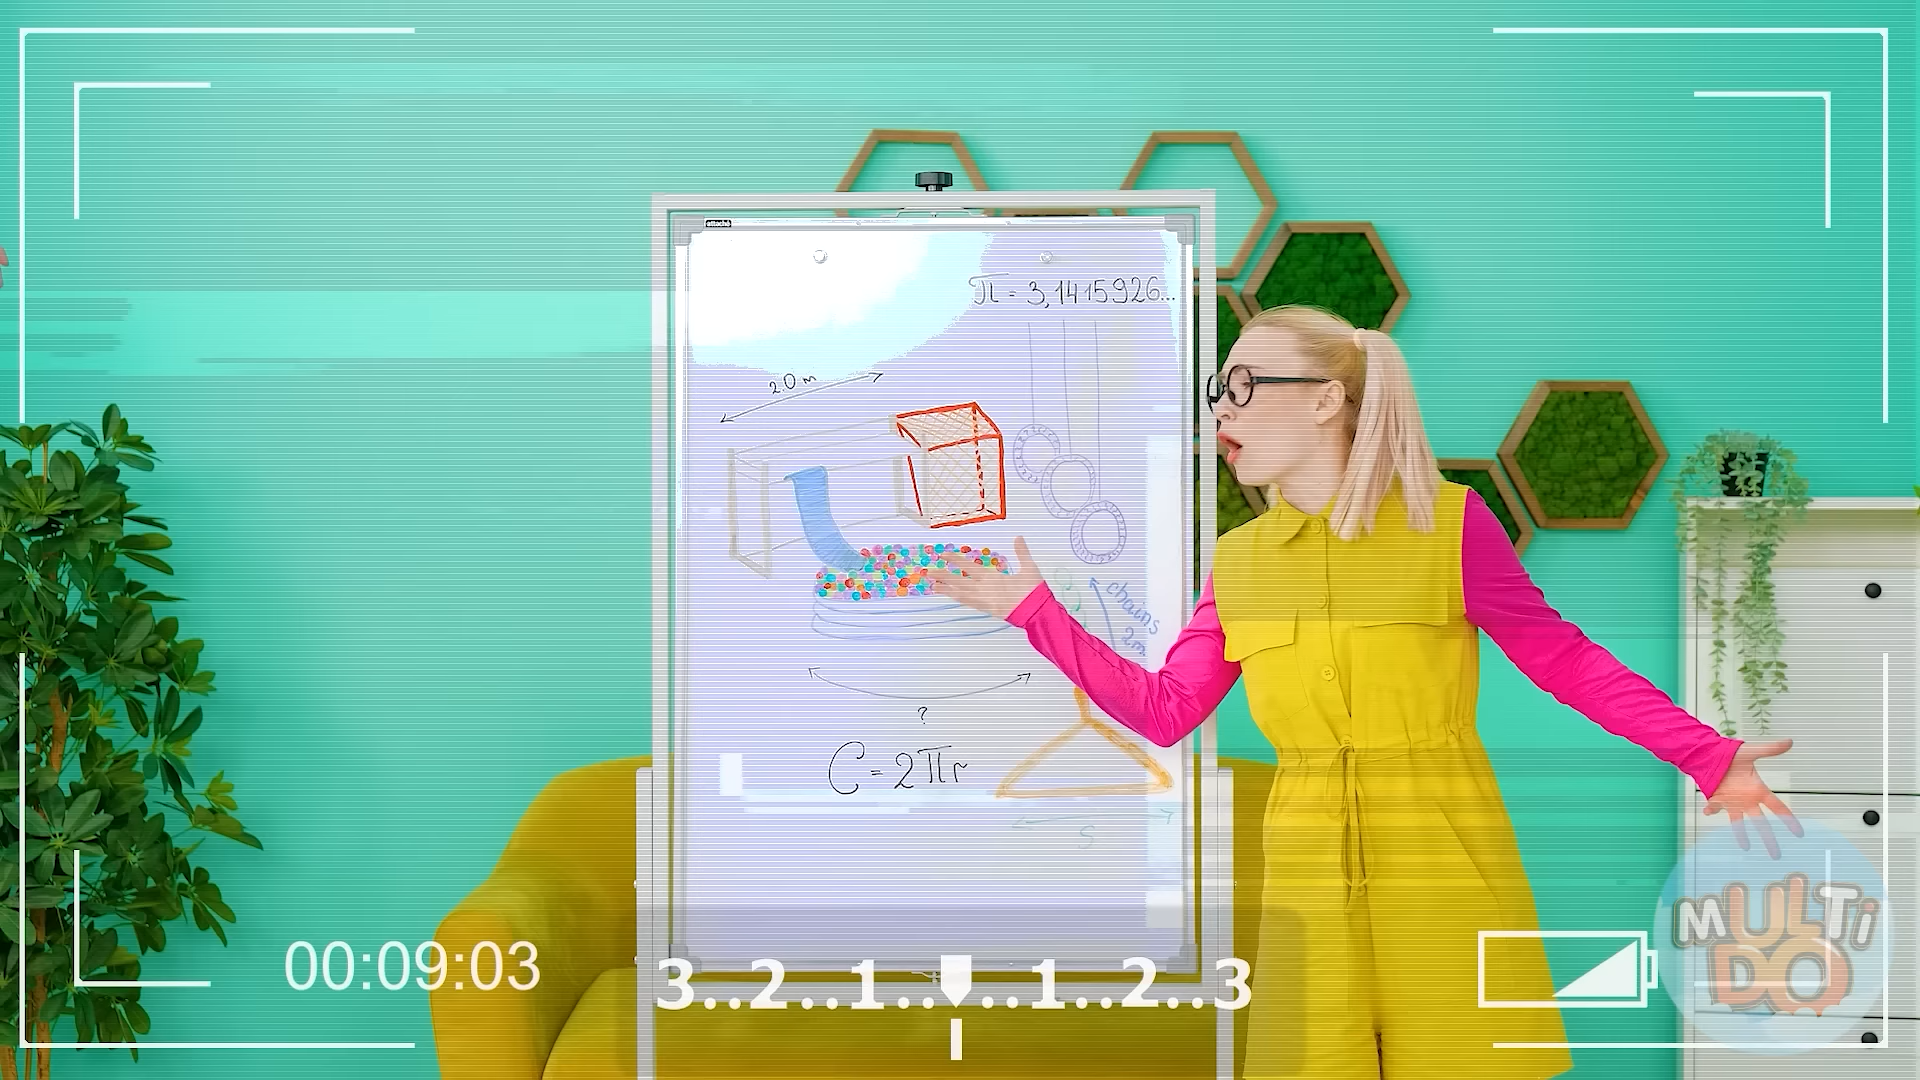 π = 3,1415926...
2.0 m
chains
2m.
?
C = 2πr
S
00:09:03
3..2..1.. ..1..2..3
MULTi
DO